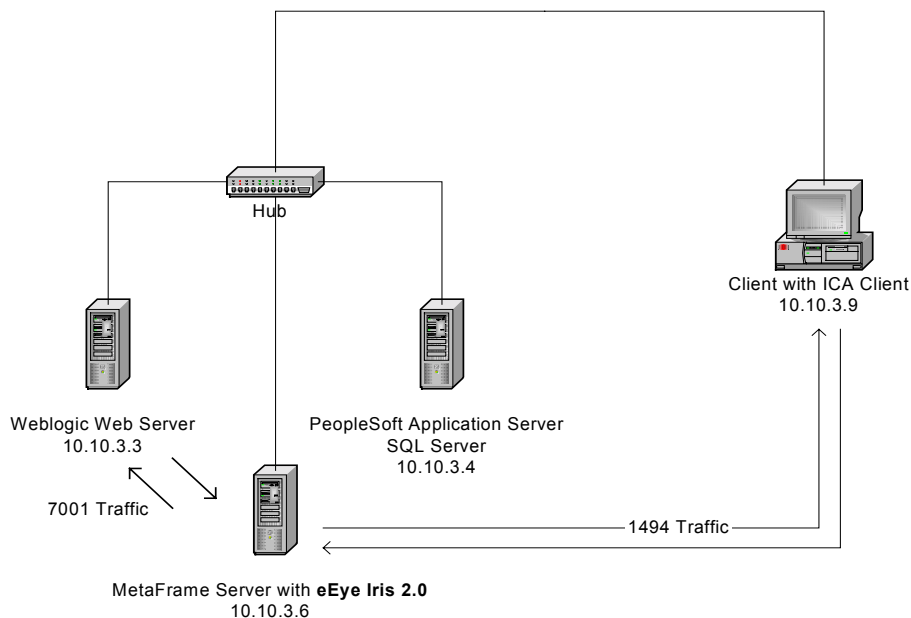 Hub
Client with ICA Client
10.10.3.9
Weblogic Web Server
10.10.3.3
PeopleSoft Application Server
SQL Server
10.10.3.4
7001 Traffic
1494 Traffic
MetaFrame Server with eEye Iris 2.0
10.10.3.6